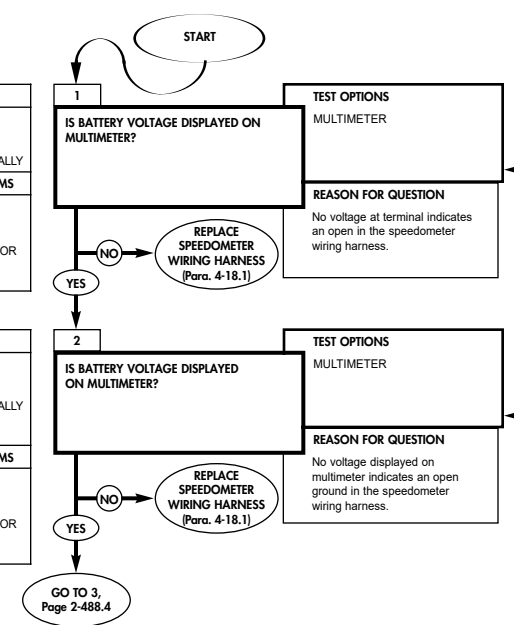 START
1
IS BATTERY VOLTAGE DISPLAYED ON
MULTIMETER?
TEST OPTIONS
MULTIMETER
REASON FOR QUESTION
No voltage at terminal indicates
an open in the speedometer
wiring harness.
ALLY
MS
OR
NO
REPLACE
SPEEDOMETER
WIRING HARNESS
(Para. 4-18.1)
YES
2
IS BATTERY VOLTAGE DISPLAYED
ON MULTIMETER?
TEST OPTIONS
MULTIMETER
REASON FOR QUESTION
No voltage displayed on
multimeter indicates an open
ground in the speedometer
wiring harness.
ALLY
MS
OR
NO
REPLACE
SPEEDOMETER
WIRING HARNESS
(Para. 4-18.1)
YES
GO TO 3,
Page 2-488.4